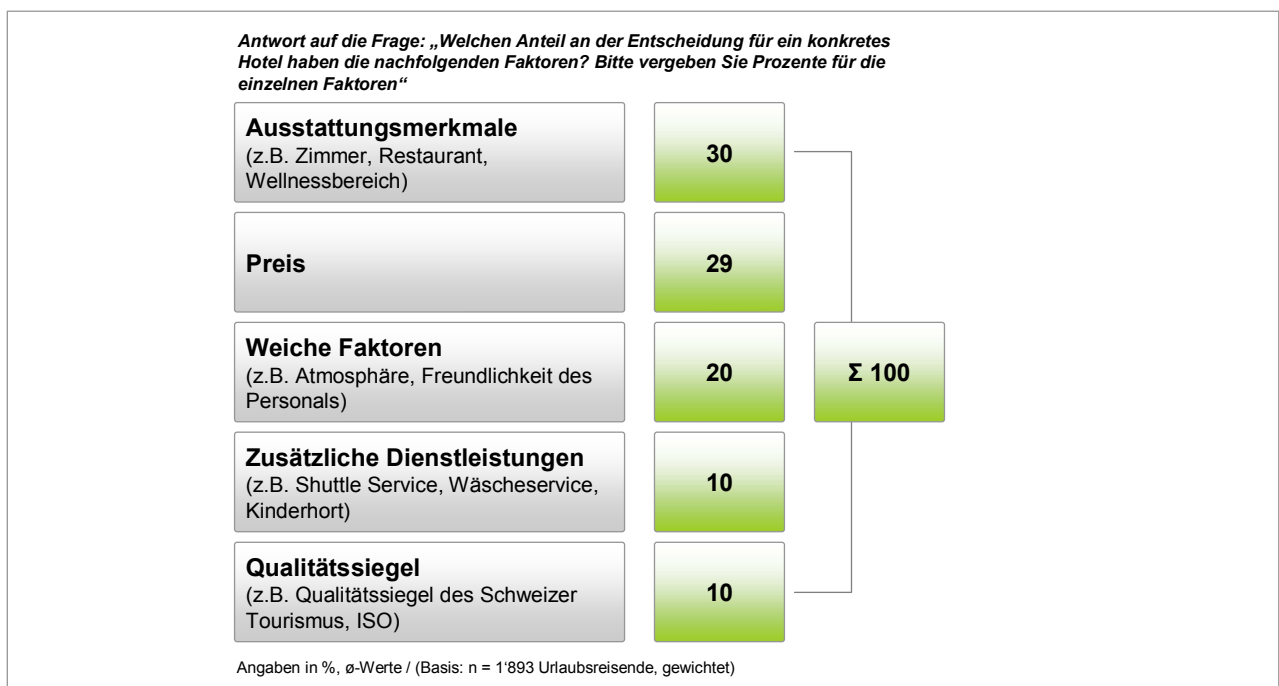 Antwort auf die Frage: „Welchen Anteil an der Entscheidung für ein konkretes
Hotel haben die nachfolgenden Faktoren? Bitte vergeben Sie Prozente für die
einzelnen Faktoren“
Ausstattungsmerkmale
(z.B. Zimmer, Restaurant,
Wellnessbereich)
30
Preis
29
Weiche Faktoren
(z.B. Atmosphäre, Freundlichkeit des
Personals)
20
Σ 100
Zusätzliche Dienstleistungen
(z.B. Shuttle Service, Wäscheservice,
Kinderhort)
10
Qualitätssiegel
(z.B. Qualitätssiegel des Schweizer
Tourismus, ISO)
10
Angaben in %, ø-Werte / (Basis: n = 1‘893 Urlaubsreisende, gewichtet)